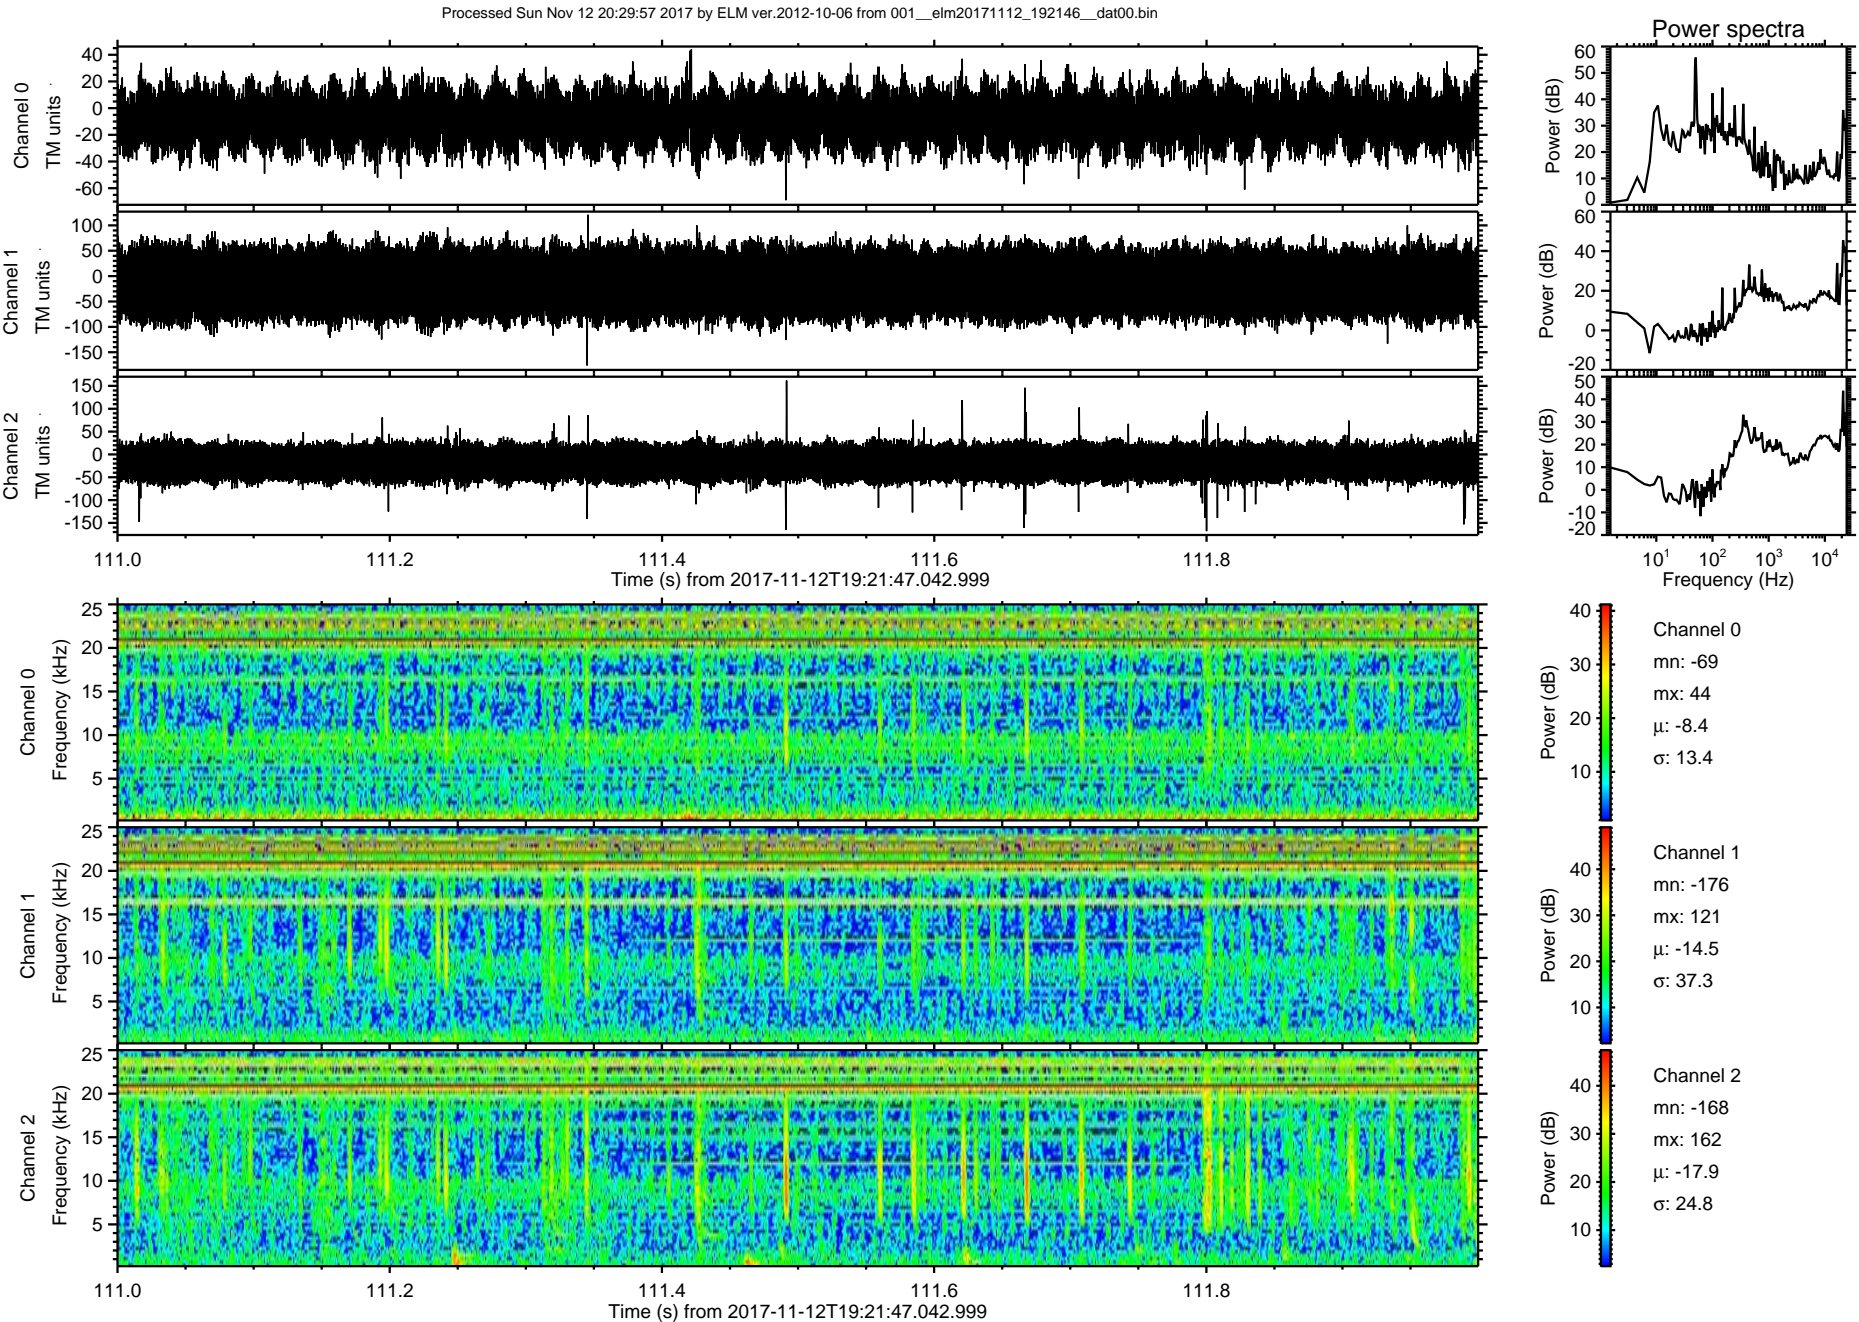 Processed Sun Nov 12 20:29:57 2017 by ELM ver.2012-10-06 from 001__elm20171112_192146__dat00.bin
Power spectra
Channel 0
TM units
40
20
0
-20
-40
-60
Power (dB)
60
50
40
30
20
10
0
Channel 1
TM units
100
50
0
-50
-100
-150
Power (dB)
60
40
20
0
-20
Channel 2
TM units
150
100
50
0
-50
-100
-150
Power (dB)
50
40
30
20
10
0
-10
-20
111.0 111.2 111.4 111.6 111.8
Time (s) from 2017-11-12T19:21:47.042.999
10¹ 10² 10³ 10⁴
Frequency (Hz)
Channel 0
Frequency (kHz)
25
20
15
10
5
Power (dB)
40
30
20
10
Channel 0
mn: -69
mx: 44
μ: -8.4
σ: 13.4
Channel 1
Frequency (kHz)
25
20
15
10
5
Power (dB)
40
30
20
10
Channel 1
mn: -176
mx: 121
μ: -14.5
σ: 37.3
Channel 2
Frequency (kHz)
25
20
15
10
5
Power (dB)
40
30
20
10
Channel 2
mn: -168
mx: 162
μ: -17.9
σ: 24.8
111.0 111.2 111.4 111.6 111.8
Time (s) from 2017-11-12T19:21:47.042.999